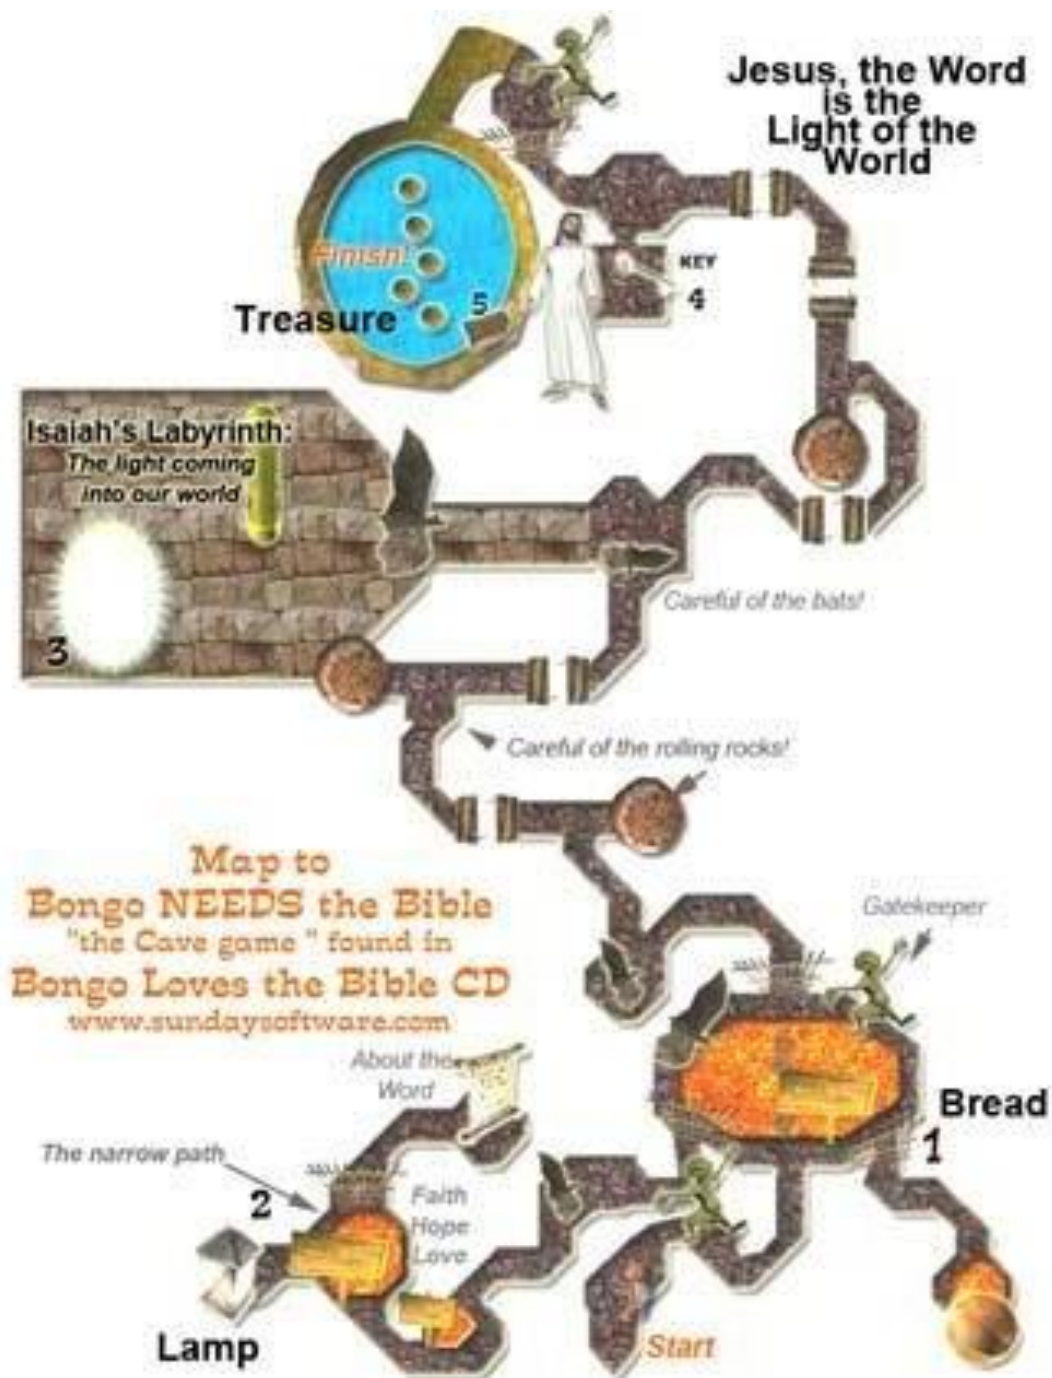 Jesus, the Word
is the
Light of the
World
Finish!
Treasure
5
KEY
4
Isaiah's Labyrinth:
The light coming
into our world
3
Careful of the bats!
Careful of the rolling rocks!
Map to
Bongo NEEDS the Bible
"the Cave game " found in
Bongo Loves the Bible CD
www.sundaysoftware.com
Gatekeeper
About the
Word
Bread
1
The narrow path
2
Faith
Hope
Love
Lamp
Start